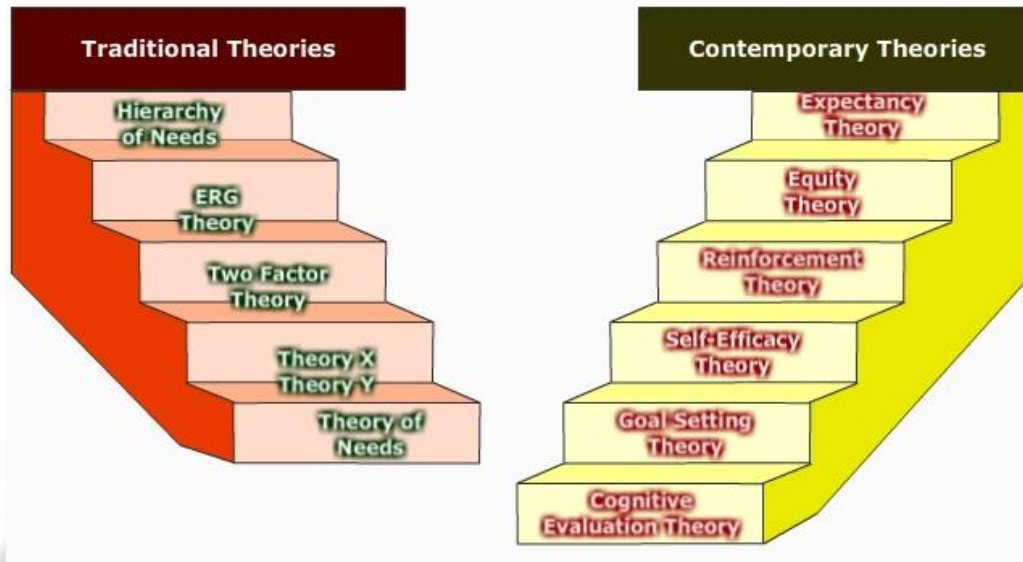 Traditional Theories
Hierarchy
of Needs
ERG
Theory
Two Factor
Theory
Theory X
Theory Y
Theory of
Needs
Contemporary Theories
Expectancy
Theory
Equity
Theory
Reinforcement
Theory
Self-Efficacy
Theory
Goal Setting
Theory
Cognitive
Evaluation Theory